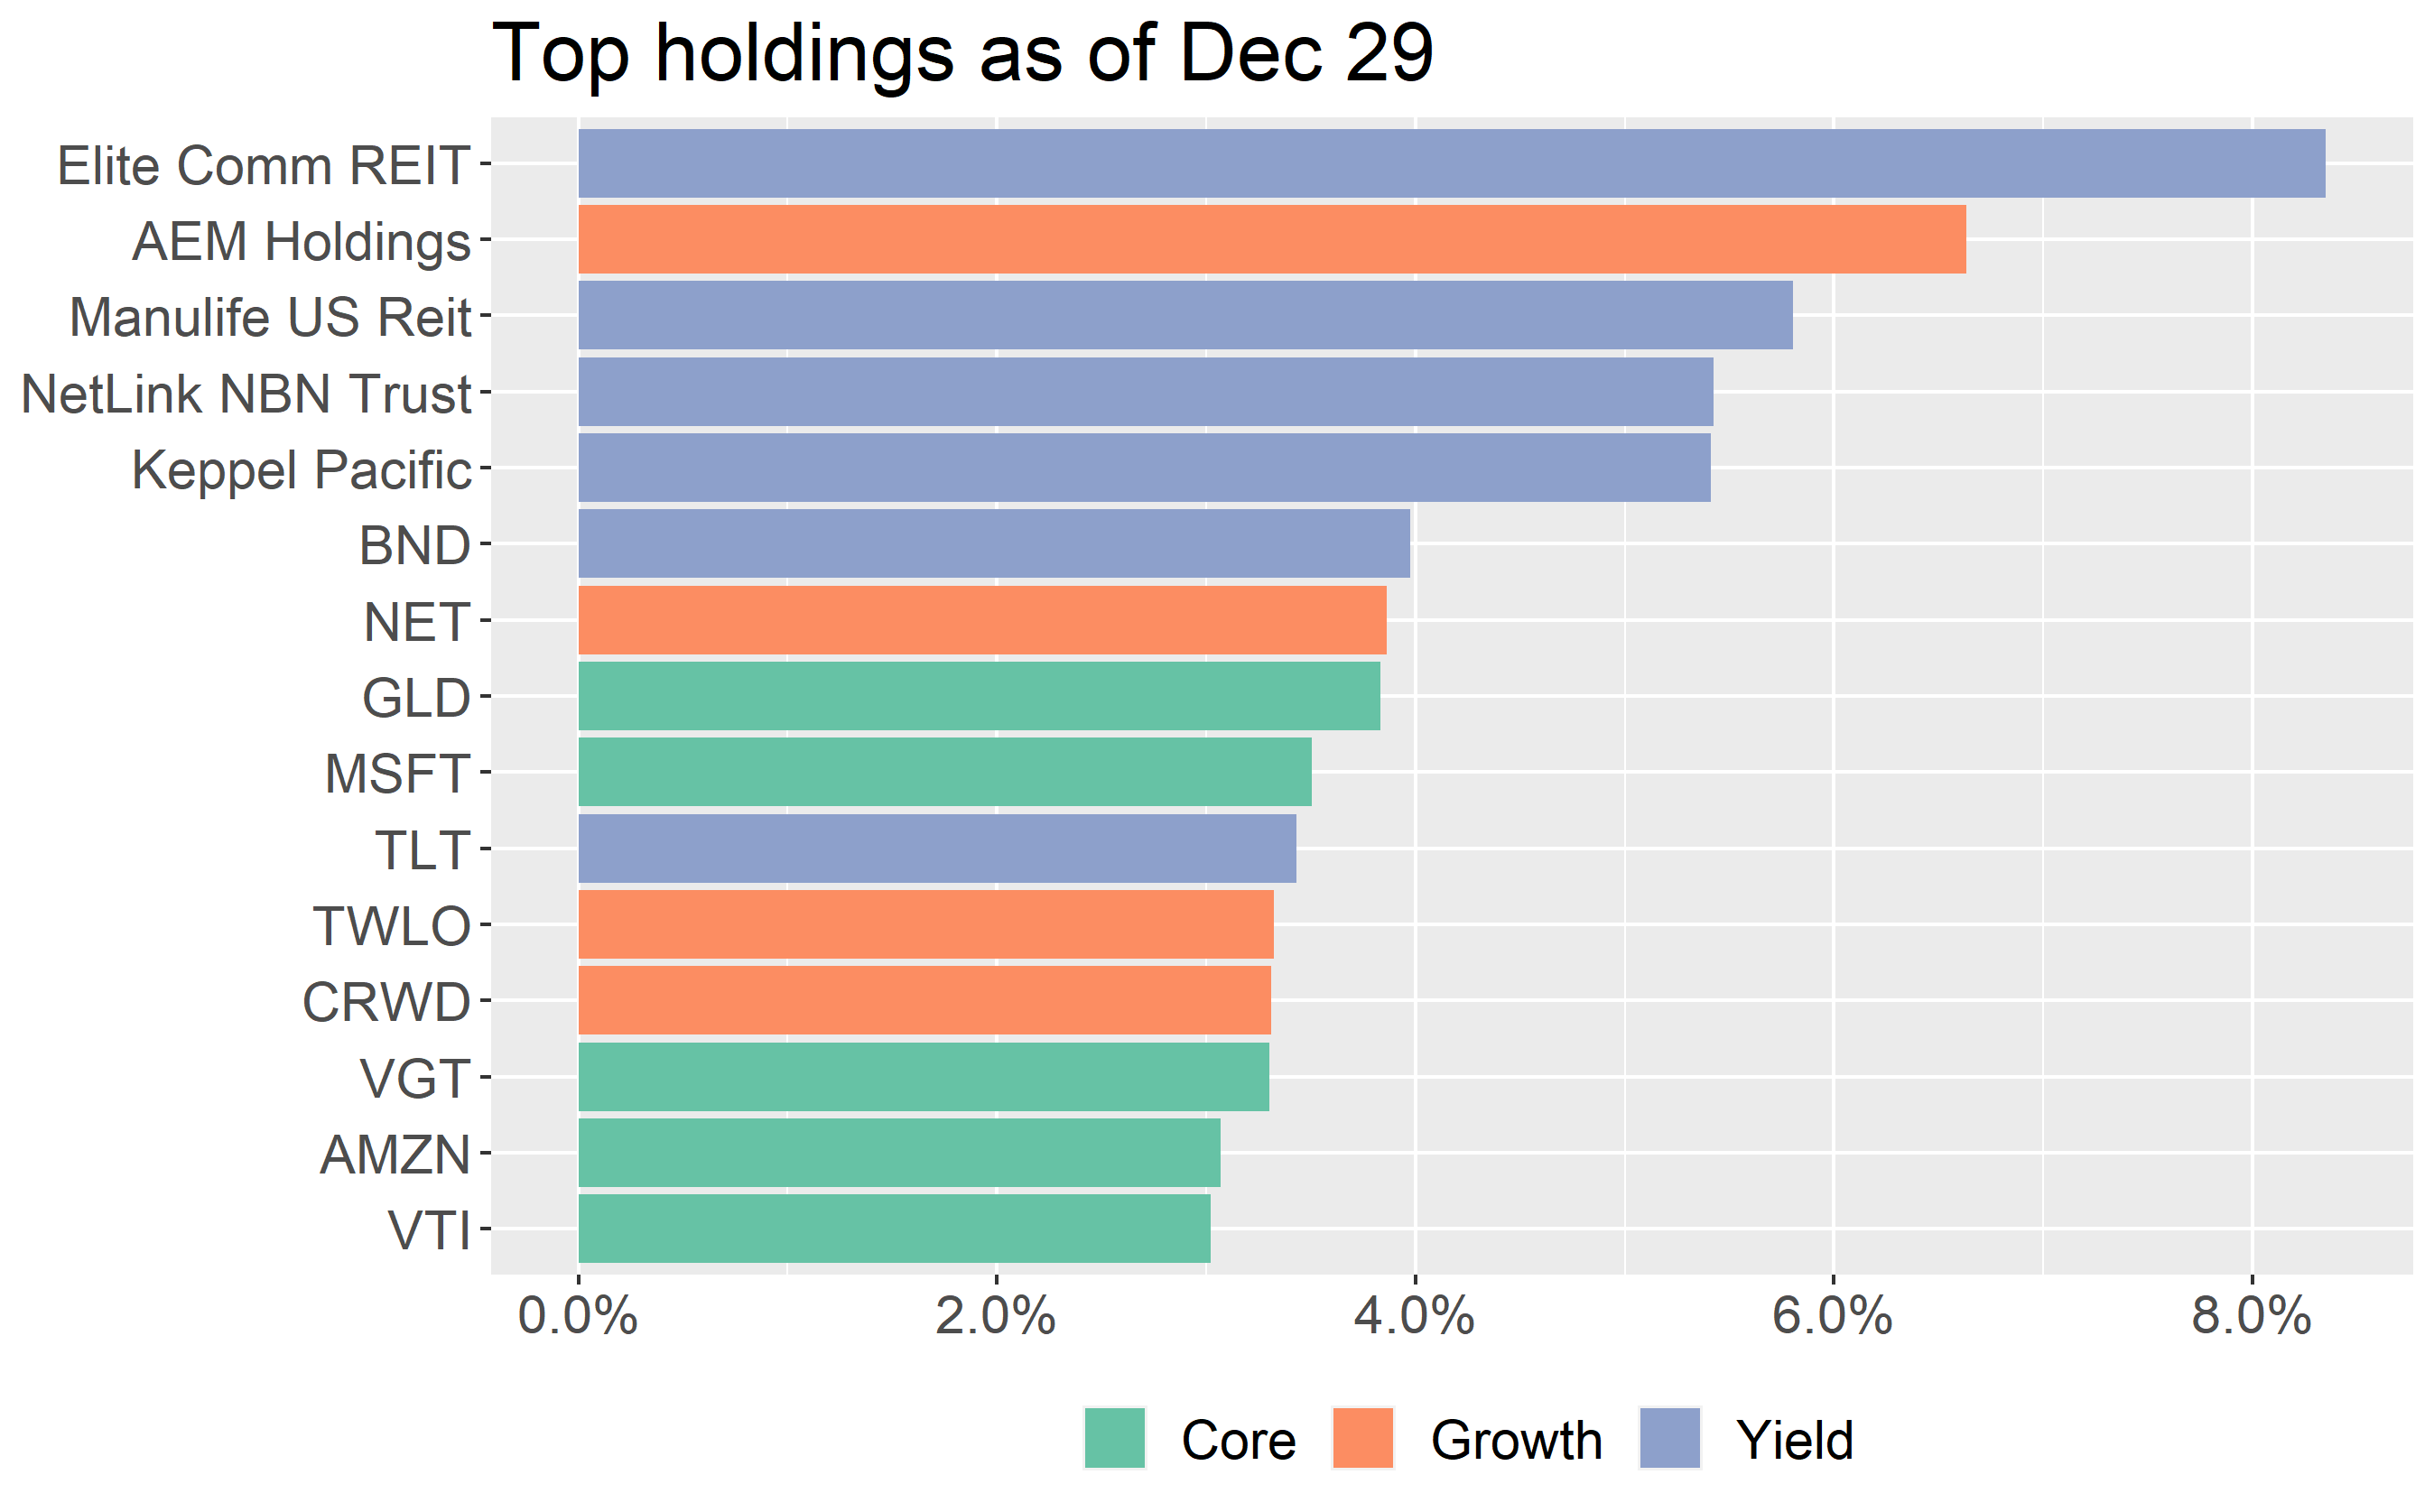 Top holdings as of Dec 29
Elite Comm REIT
AEM Holdings
Manulife US Reit
NetLink NBN Trust
Keppel Pacific
BND
NET
GLD
MSFT
TLT
TWLO
CRWD
VGT
AMZN
VTI
0.0% 2.0% 4.0% 6.0% 8.0%
Core Growth Yield